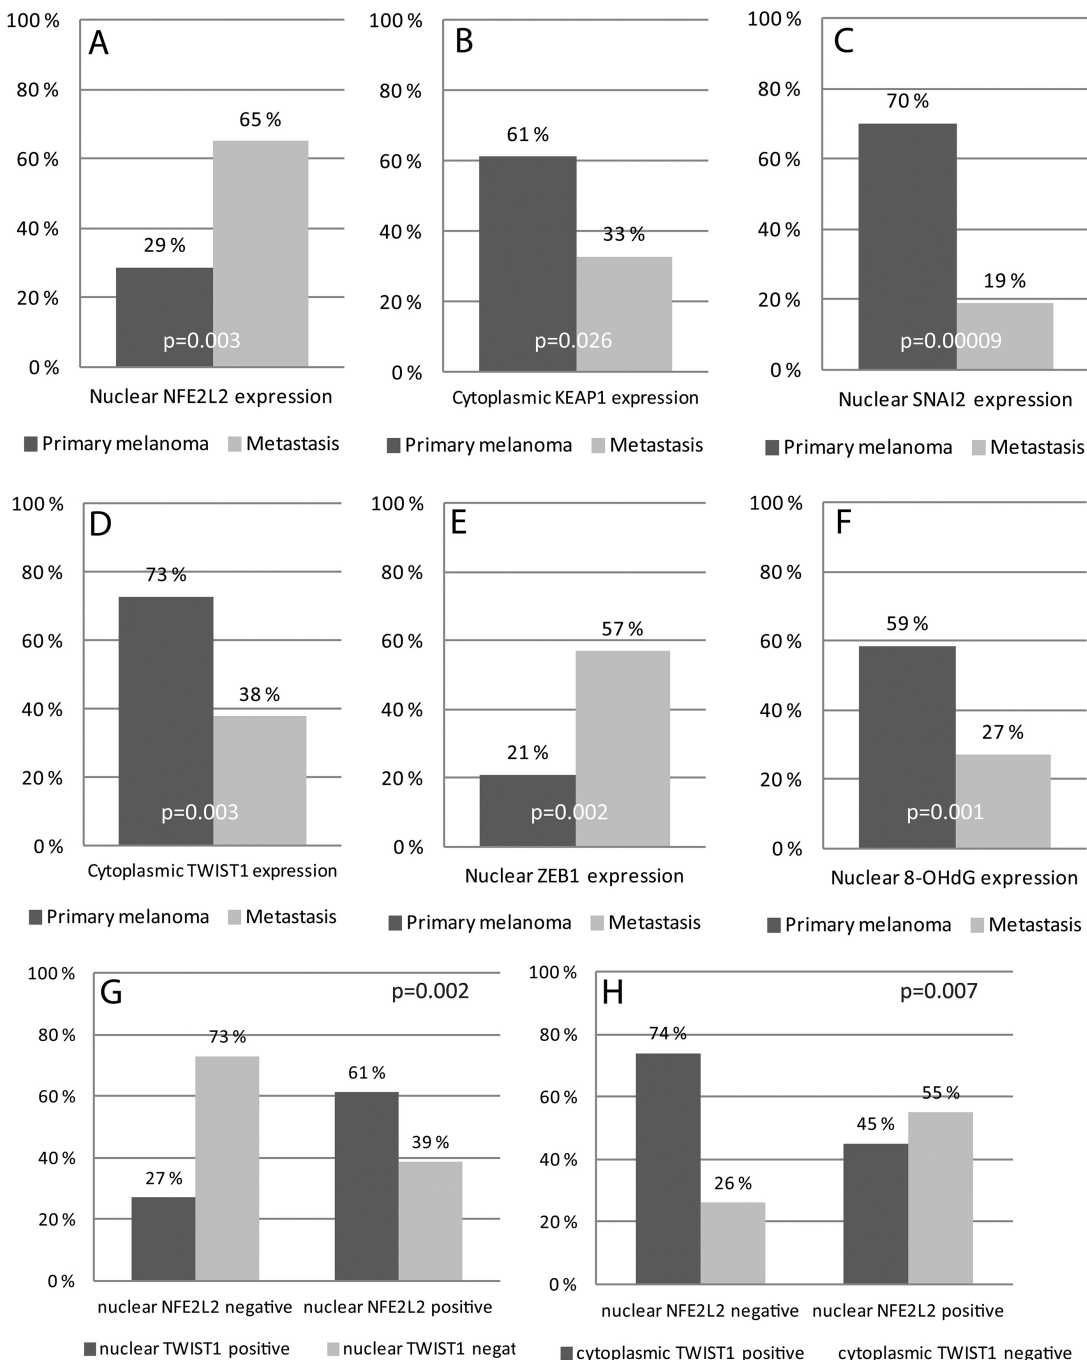 A
100 %
80 %
60 %
40 %
20 %
0 %
29 %
65 %
p=0.003
Nuclear NFE2L2 expression
Primary melanoma Metastasis
B
100 %
80 %
60 %
40 %
20 %
0 %
61 %
33 %
p=0.026
Cytoplasmic KEAP1 expression
Primary melanoma Metastasis
C
100 %
80 %
60 %
40 %
20 %
0 %
70 %
19 %
p=0.00009
Nuclear SNAI2 expression
Primary melanoma Metastasis
D
100 %
80 %
60 %
40 %
20 %
0 %
73 %
38 %
p=0.003
Cytoplasmic TWIST1 expression
Primary melanoma Metastasis
E
100 %
80 %
60 %
40 %
20 %
0 %
21 %
57 %
p=0.002
Nuclear ZEB1 expression
Primary melanoma Metastasis
F
100 %
80 %
60 %
40 %
20 %
0 %
59 %
27 %
p=0.001
Nuclear 8-OHdG expression
Primary melanoma Metastasis
G
p=0.002
100 %
80 %
60 %
40 %
20 %
0 %
27 %
73 %
61 %
39 %
nuclear NFE2L2 negative nuclear NFE2L2 positive
nuclear TWIST1 positive nuclear TWIST1 negat
H
p=0.007
100 %
80 %
60 %
40 %
20 %
0 %
74 %
26 %
45 %
55 %
nuclear NFE2L2 negative nuclear NFE2L2 positive
cytoplasmic TWIST1 positive cytoplasmic TWIST1 negative